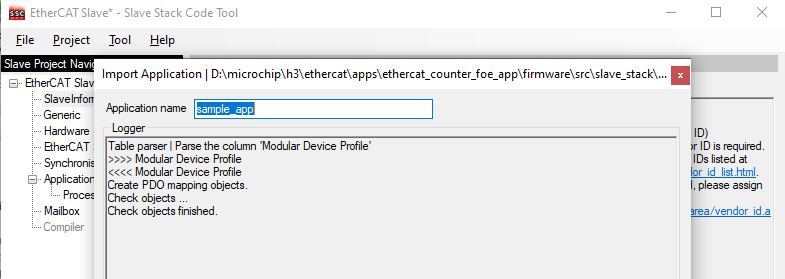 SSC EtherCAT Slave* - Slave Stack Code Tool
File Project Tool Help
Slave Project Navig
EtherCAT Slav
SlaveInform
Generic
Hardware
EtherCAT S
Synchronis
Application
Proces
Mailbox
Compiler
Import Application | D:\microchip\h3\ethercat\apps\ethercat_counter_foe_app\firmware\src\slave_stack\...
Application name sample_app
Logger
Table parser | Parse the column 'Modular Device Profile'
>>>> Modular Device Profile
<<<< Modular Device Profile
Create PDO mapping objects.
Check objects ...
Check objects finished.
ID)
or ID is required.
IDs listed at
dor_id_list.html.
d, please assign
area/vendor_id.a